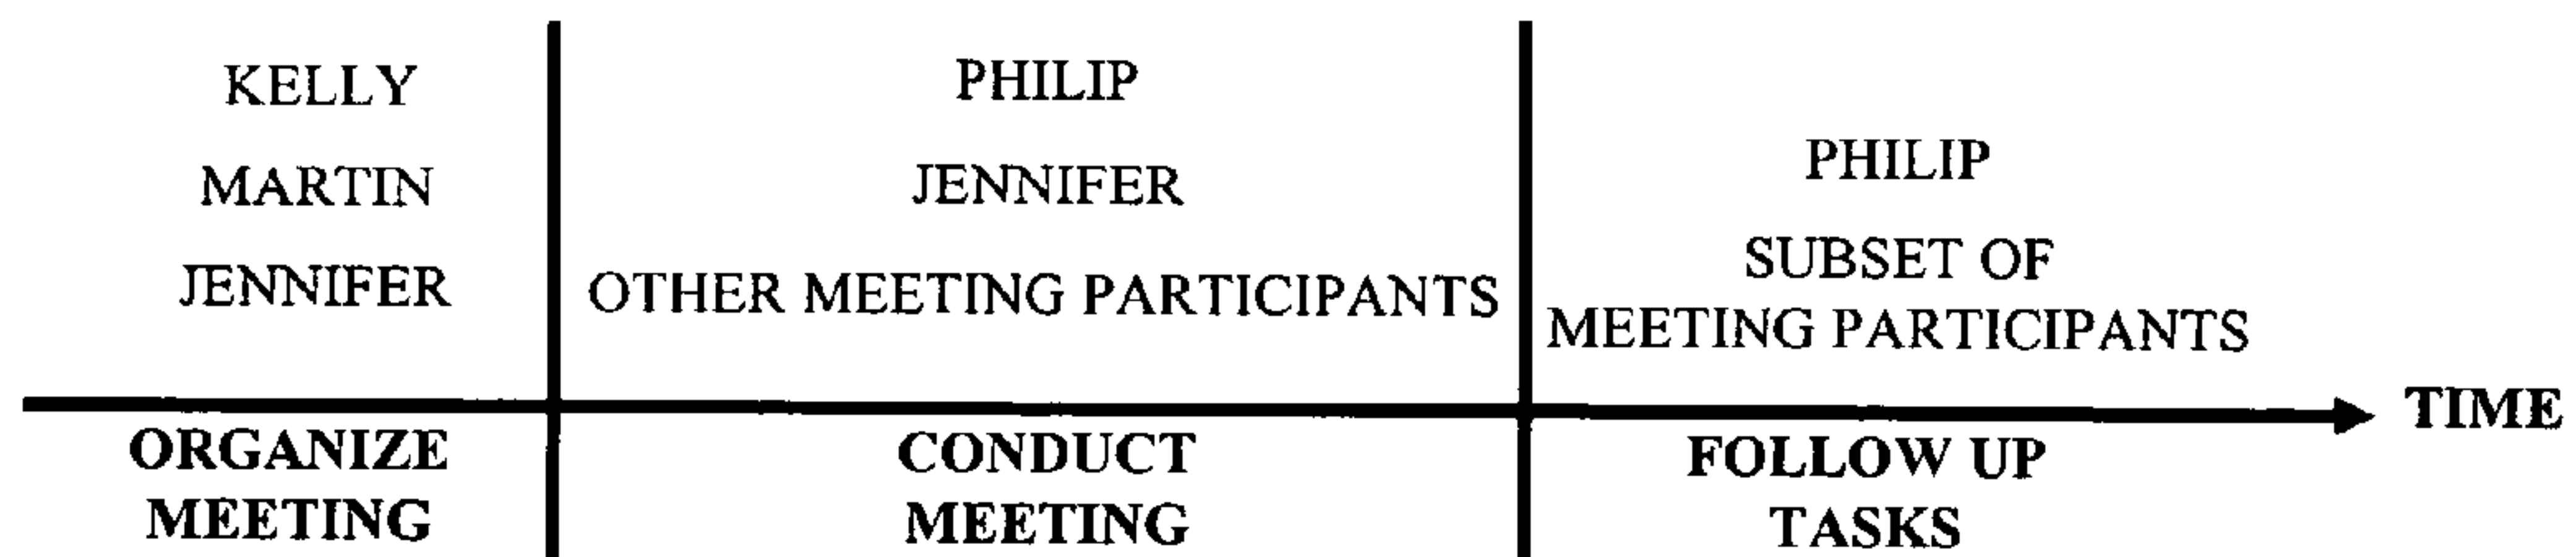 KELLY
MARTIN
JENNIFER
PHILIP
JENNIFER
OTHER MEETING PARTICIPANTS
PHILIP
SUBSET OF
MEETING PARTICIPANTS
TIME
ORGANIZE
MEETING
CONDUCT
MEETING
FOLLOW UP
TASKS